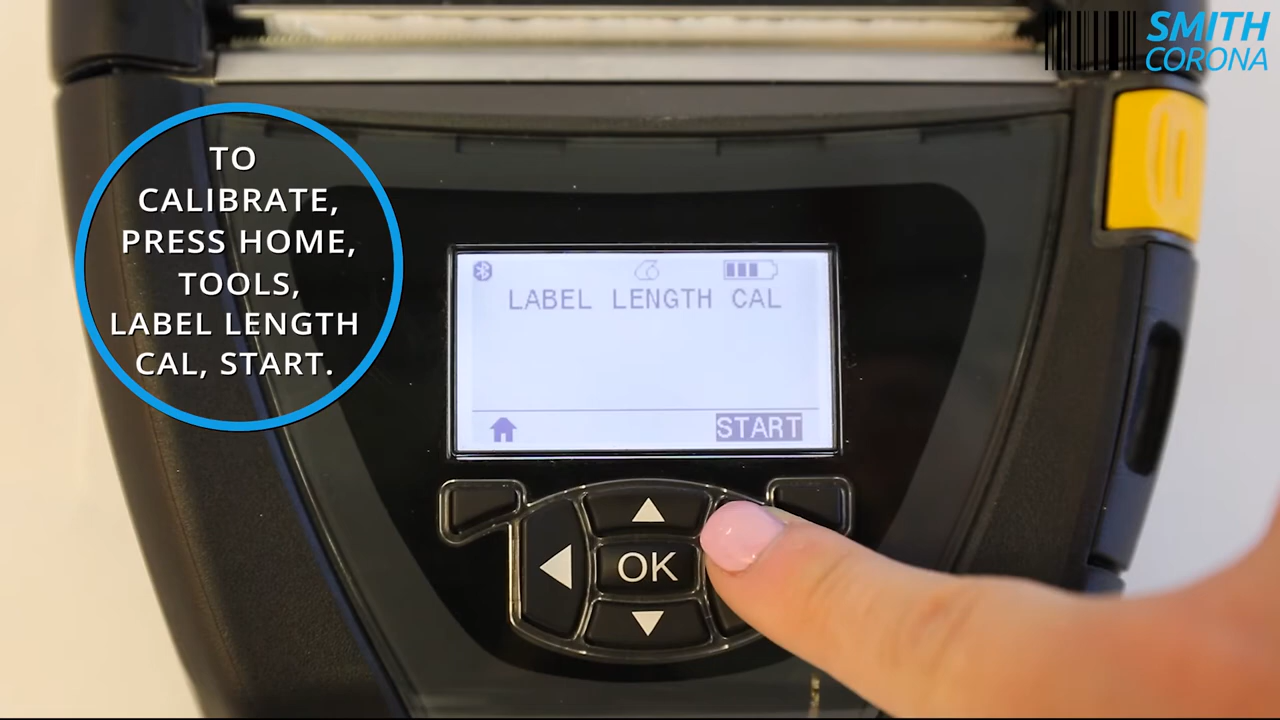 SMITH
CORONA
TO
CALIBRATE,
PRESS HOME,
TOOLS,
LABEL LENGTH
CAL, START.
LABEL LENGTH CAL
START
OK